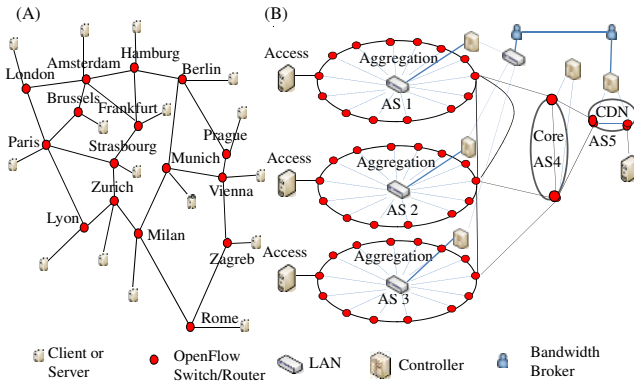 (A)
(B)
Hamburg
Amsterdam
London
Berlin
Brussels
Frankfurt
Paris
Strasbourg
Prague
Munich
Zurich
Vienna
Lyon
Milan
Zagreb
Rome
Access
Aggregation
AS 1
Access
Aggregation
AS 2
Access
Aggregation
AS 3
Core
AS4
CDN
AS5
Client or
Server
OpenFlow
Switch/Router
LAN
Controller
Bandwidth
Broker